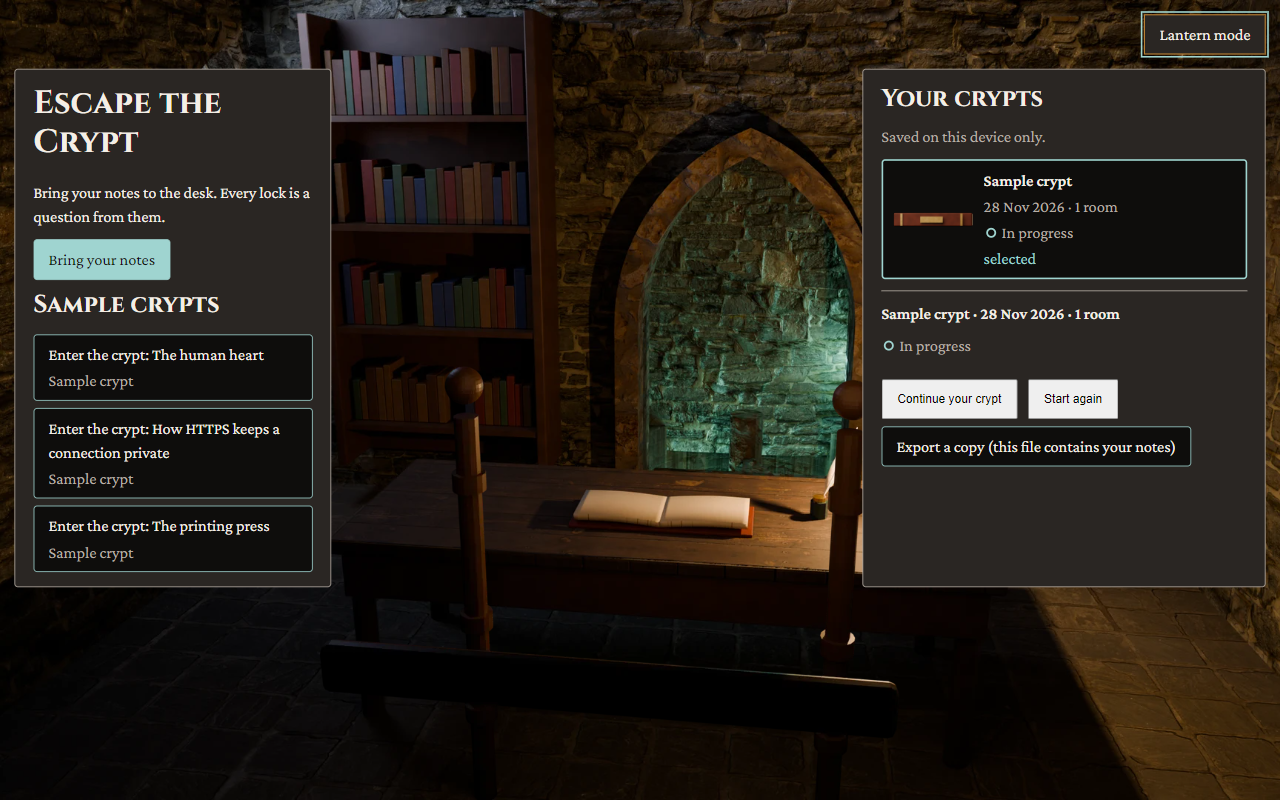 Lantern mode
Escape the
Crypt
Bring your notes to the desk. Every lock is a
question from them.
Bring your notes
Sample crypts
Enter the crypt: The human heart
Sample crypt
Enter the crypt: How HTTPS keeps a
connection private
Sample crypt
Enter the crypt: The printing press
Sample crypt
Your crypts
Saved on this device only.
Sample crypt
28 Nov 2026 · 1 room
In progress
selected
Sample crypt · 28 Nov 2026 · 1 room
In progress
Continue your crypt
Start again
Export a copy (this file contains your notes)